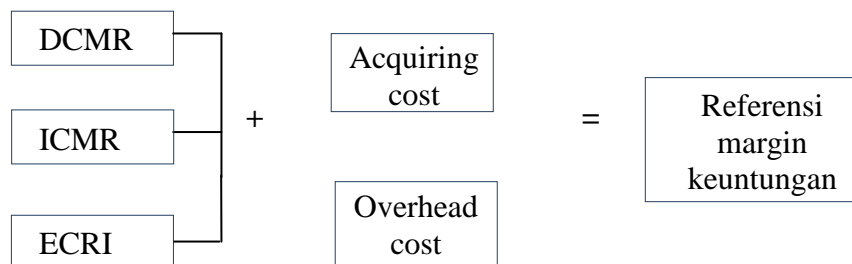 DCMR
ICMR
ECRI
+
Acquiring
cost
Overhead
cost
=
Referensi
margin
keuntungan